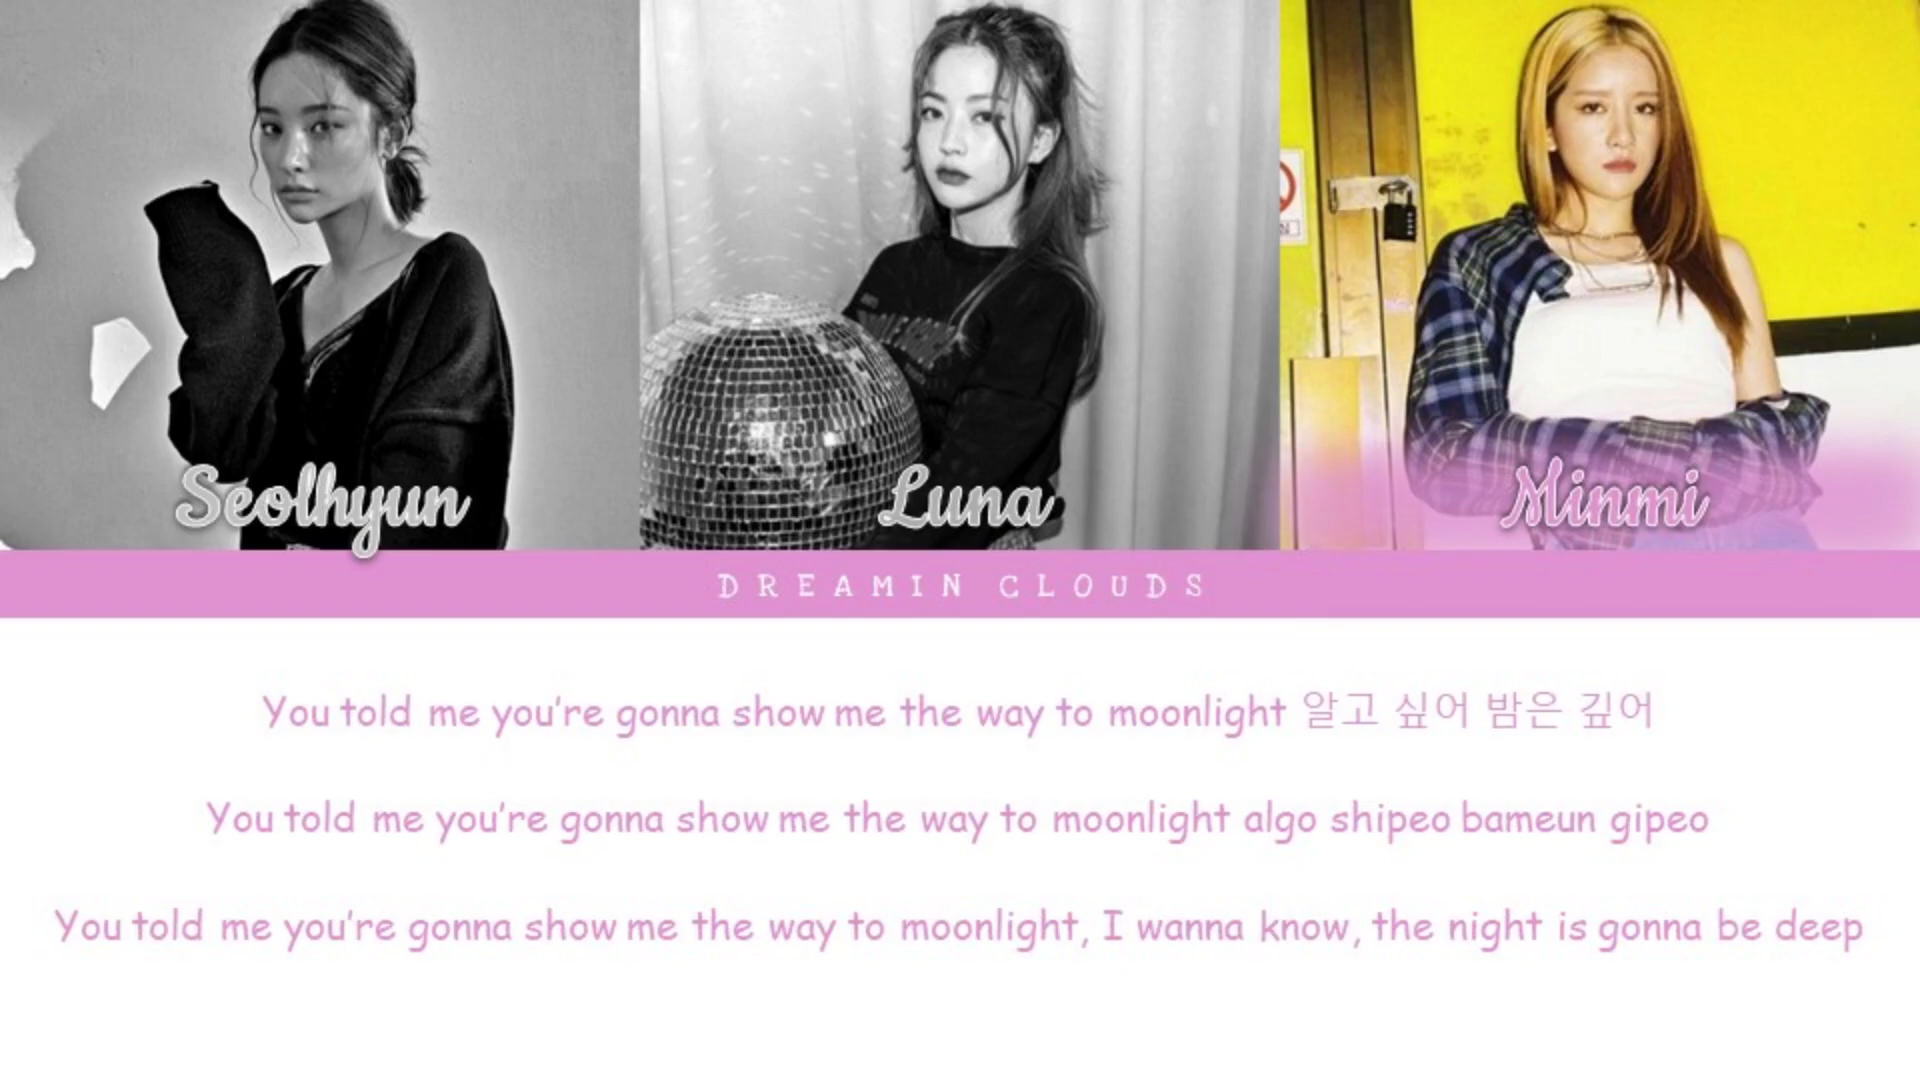 Seolhyun
Luna
Minmi
DREAMIN CLOUDS
You told me you're gonna show me the way to moonlight 알고 싶어 밤은 깊어
You told me you're gonna show me the way to moonlight algo shipeo bameun gipeo
You told me you're gonna show me the way to moonlight, I wanna know, the night is gonna be deep